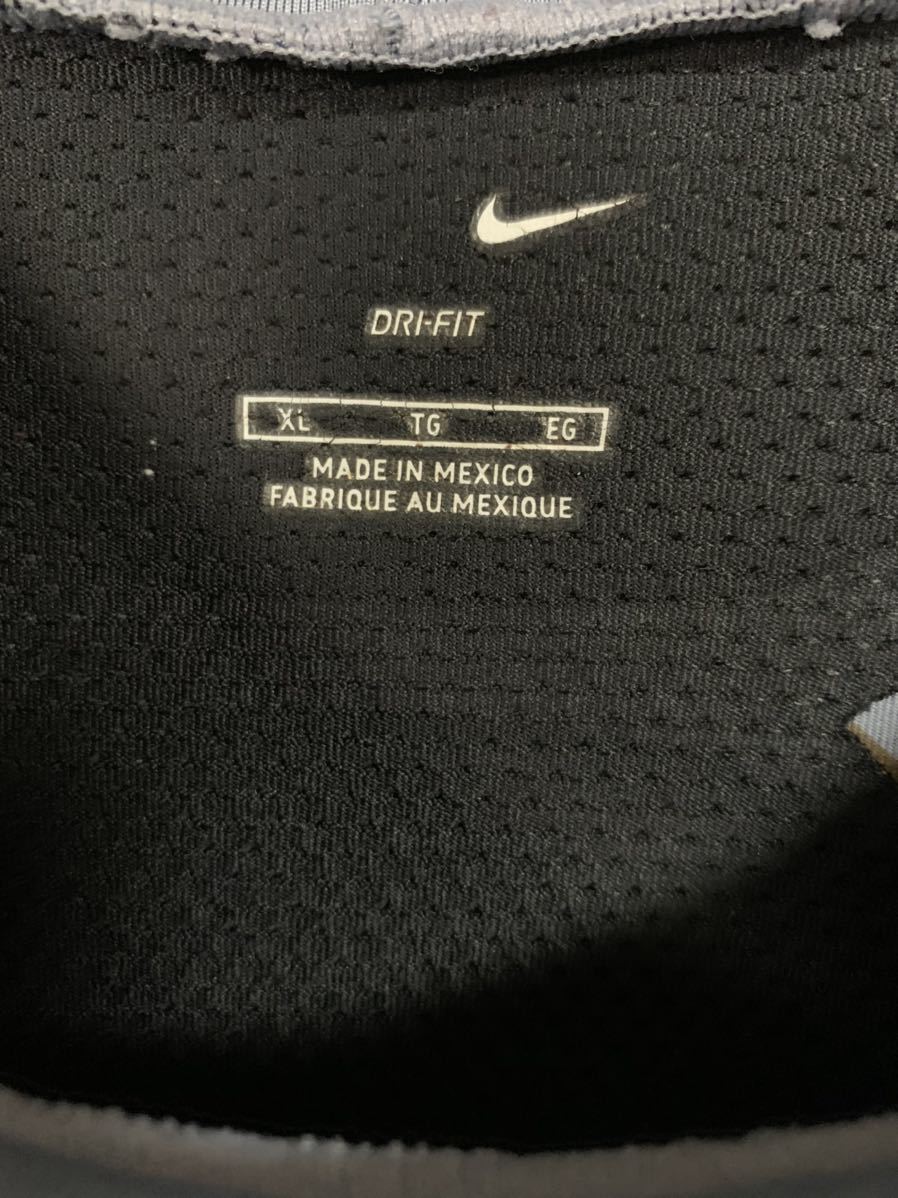 DRI-FIT
XL TG EG
MADE IN MEXICO
FABRIQUE AU MEXIQUE